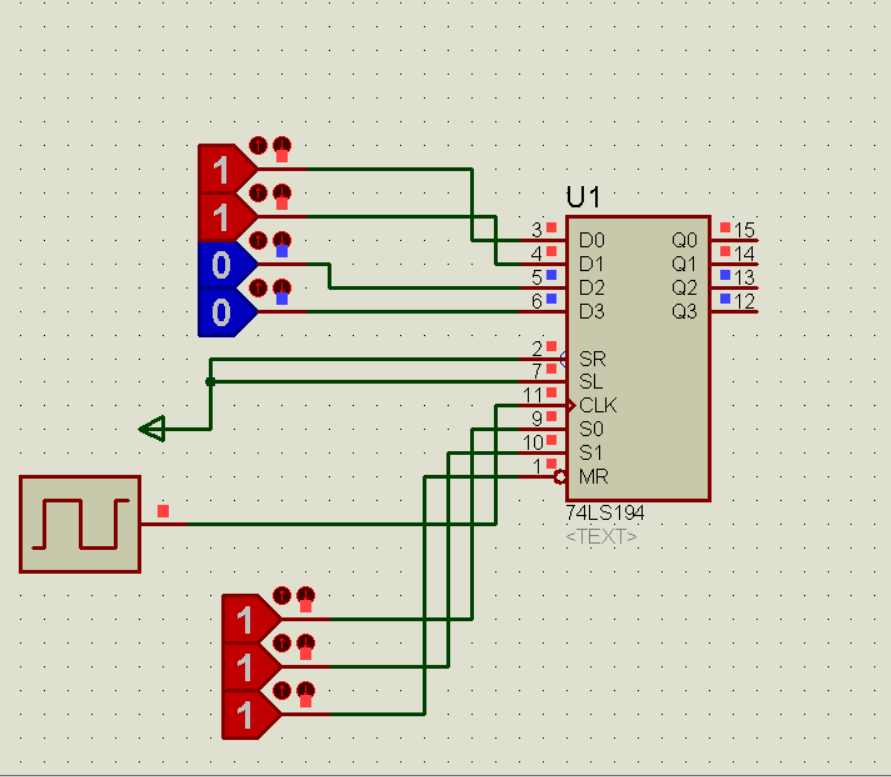 1
1
0
0
U1
3 D0 Q0 15
4 D1 Q1 14
5 D2 Q2 13
6 D3 Q3 12
2 SR
7 SL
11 CLK
9 S0
10 S1
1 MR
74LS194
<TEXT>
1
1
1